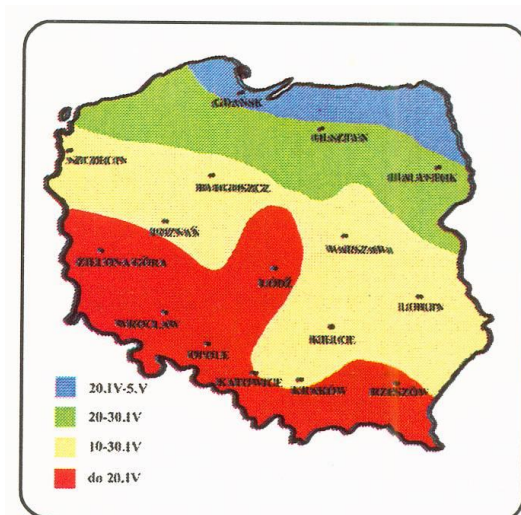 GDAŃSK
OLSZTYN
SZCZECIN
BIAŁYSTOK
BYDGOSZCZ
POZNAŃ
WARSZAWA
ZIELONA GÓRA
ŁÓDŹ
LUBLIN
WROCŁAW
KIELCE
OPOLE
KATOWICE
KRAKÓW
RZESZÓW
20.IV-5.V
20-30.IV
10-30.IV
do 20.IV